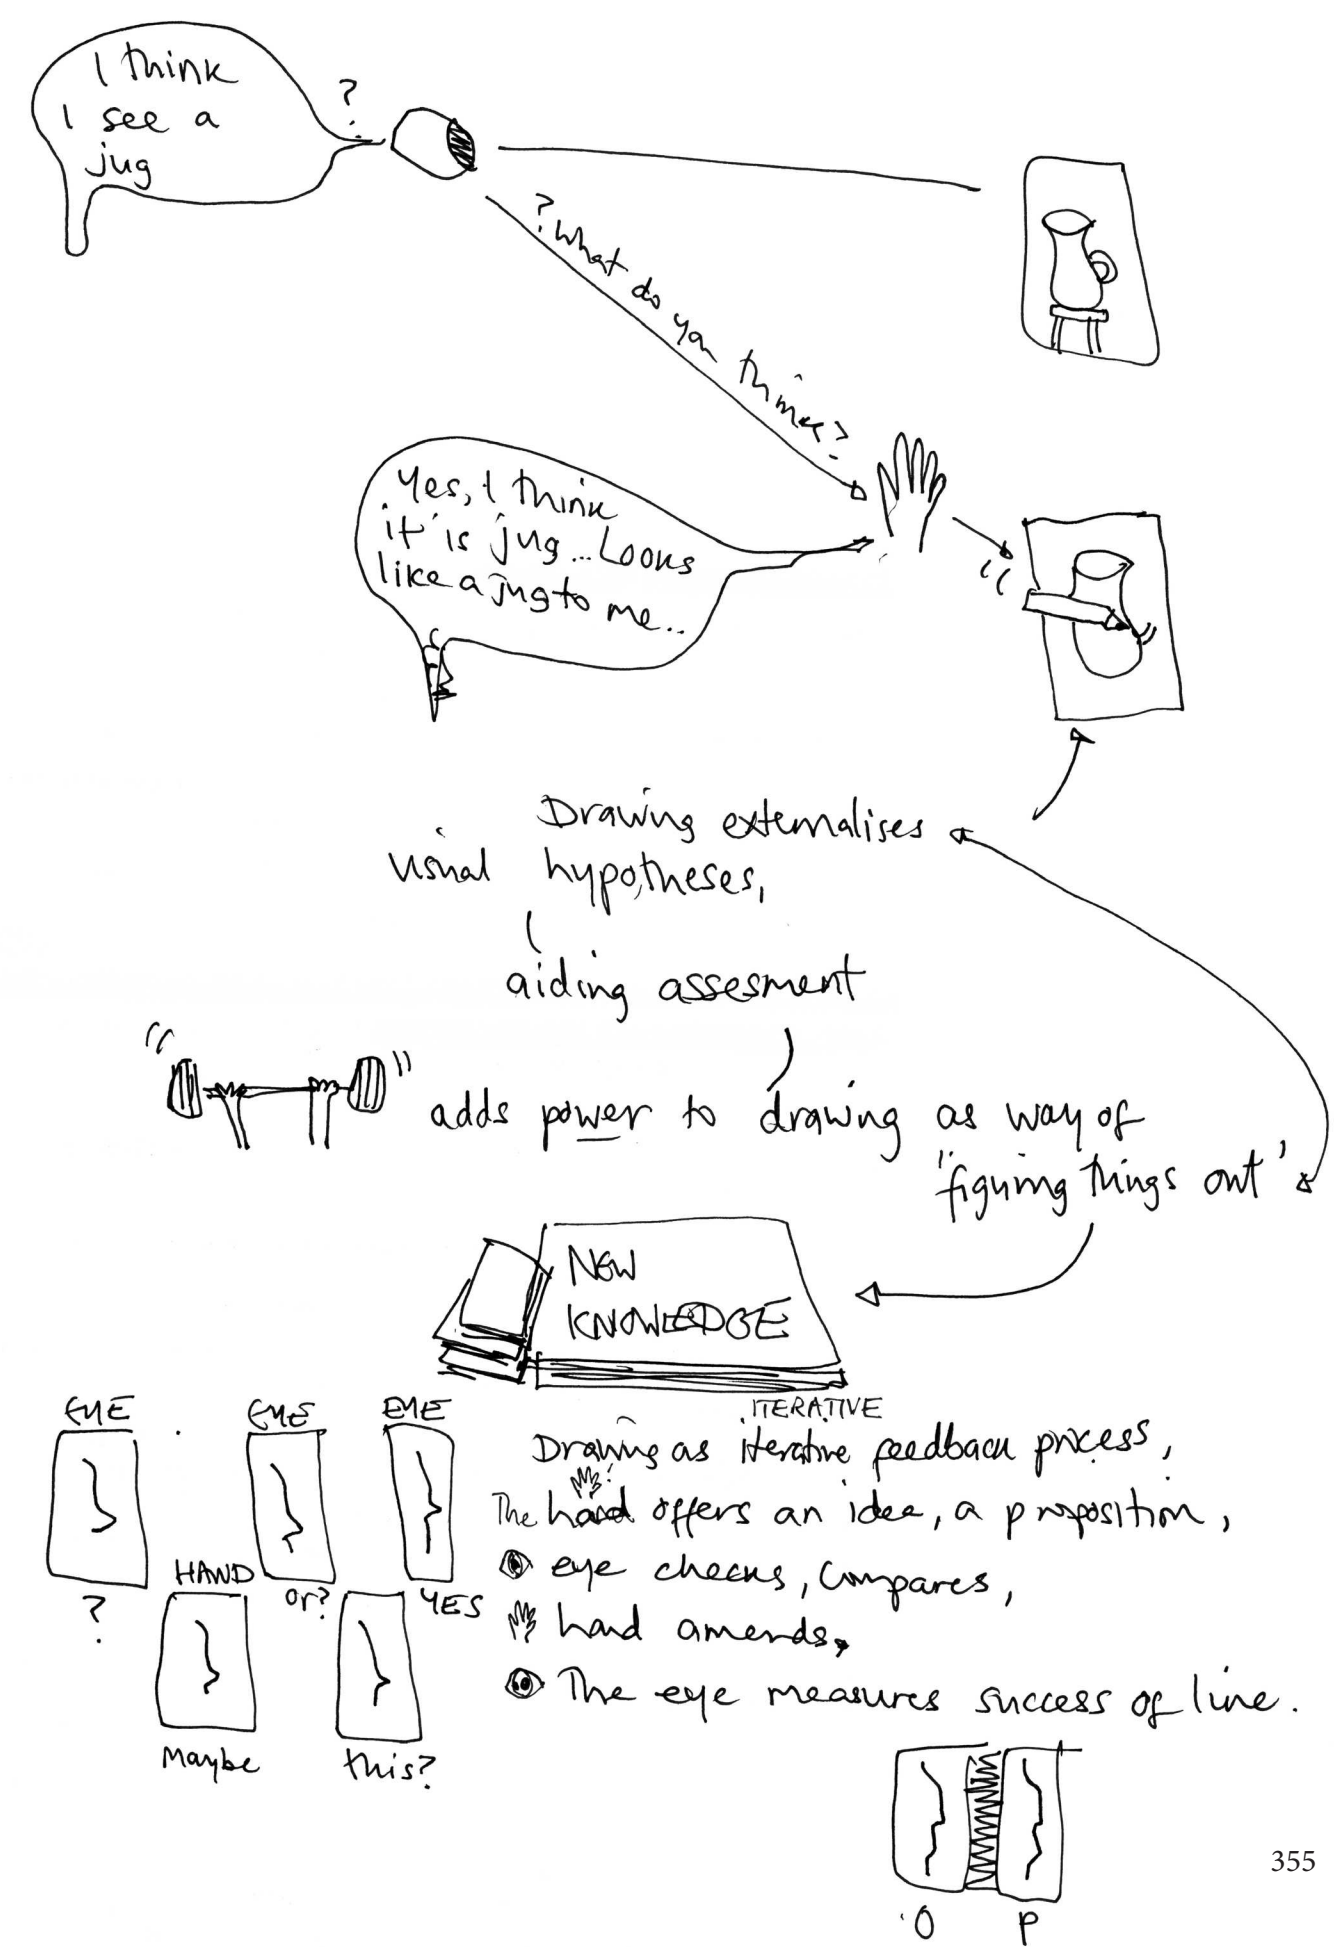 I think
I see a
jug
?
? What do you think?
Yes, I think
it is jug... Looks
like a jug to me...
Drawing externalises
visual hypotheses,
aiding assesment
adds power to drawing as way of
"figuring things out"
NEW
KNOWLEDGE
ITERATIVE
Drawing as iterative feedback process,
The hand offers an idea, a proposition,
eye checks, compares,
hand amends,
The eye measures success of line.
EYE
EYE
EYE
?
HAND
or?
YES
Maybe
this?
O
P
355